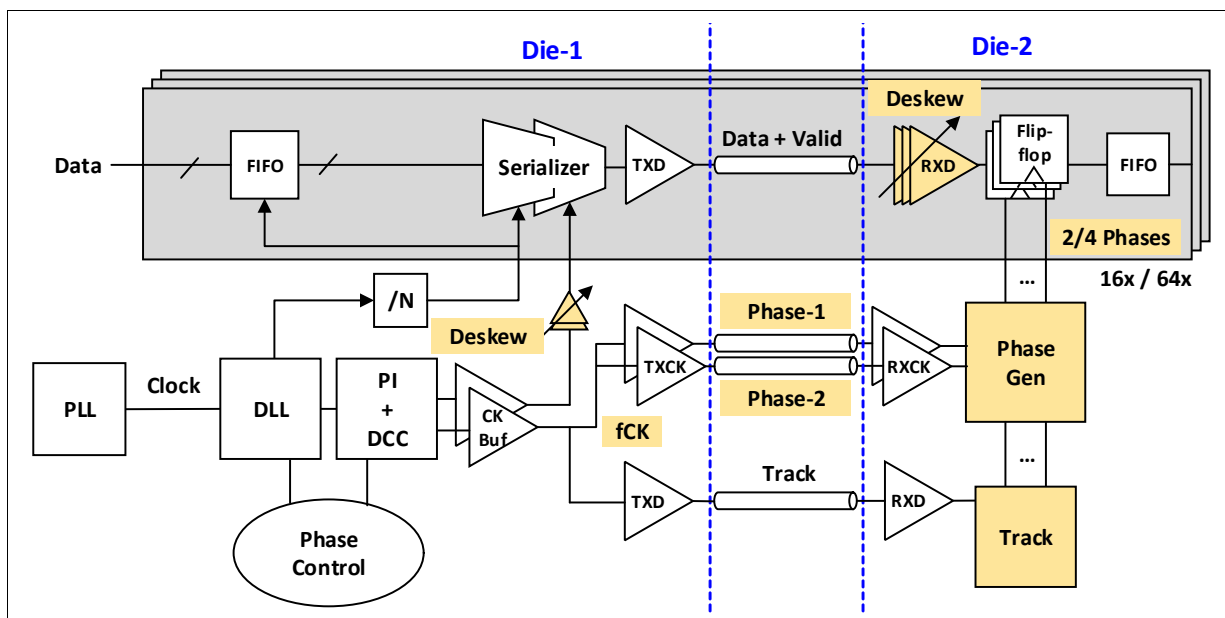 Die-1
Die-2
Deskew
Data + Valid
Flip-
flop
Data
FIFO
Serializer
TXD
RXD
FIFO
2/4 Phases
...
16x / 64x
/N
Deskew
Phase-1
Phase
Gen
TXCK
RXCK
Clock
PI
+
DCC
PLL
DLL
CK
Buf
Phase-2
fCK
...
Track
TXD
RXD
Track
Phase
Control